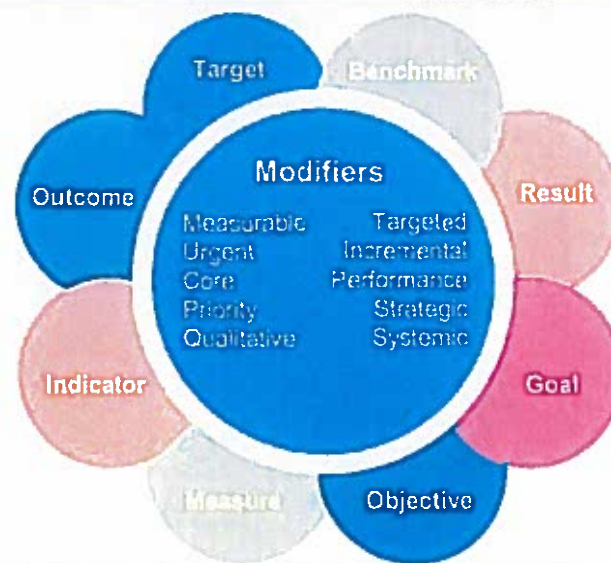 Target
Benchmark
Outcome
Result
Modifiers
Measurable Targeted
Urgent Incremental
Core Performance
Priority Strategic
Qualitative Systemic
Indicator
Goal
Measure
Objective